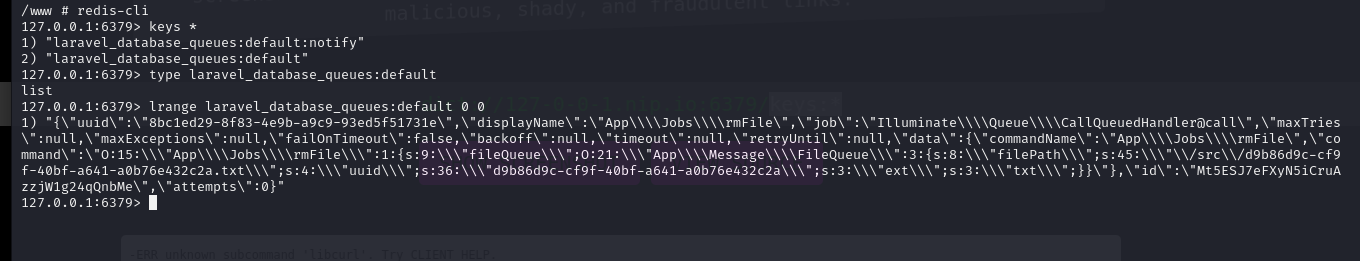 malicious, shady, and fraudulent links.
/www # redis-cli
127.0.0.1:6379> keys *
1) "laravel_database_queues:default:notify"
2) "laravel_database_queues:default"
127.0.0.1:6379> type laravel_database_queues:default
list
127.0.0.1:6379> lrange laravel_database_queues:default 0 0
1) "{\"uuid\":\"8bc1ed29-8f83-4e9b-a9c9-93ed5f51731e\",\"displayName\":\"App\\\\Jobs\\\\rmFile\",\"job\":\"Illuminate\\\\Queue\\\\CallQueuedHandler@call\",\"maxTries
\":null,\"maxExceptions\":null,\"failOnTimeout\":false,\"backoff\":null,\"timeout\":null,\"retryUntil\":null,\"data\":{\"commandName\":\"App\\\\Jobs\\\\rmFile\",\"co
mmand\":\"O:15:\\\"App\\\\Jobs\\\\rmFile\\\":1:{s:9:\\\"fileQueue\\\";O:21:\\\"App\\\\Message\\\\FileQueue\\\":3:{s:8:\\\"filePath\\\";s:45:\\\"\\/src\\/d9b86d9c-cf9
f-40bf-a641-a0b76e432c2a.txt\\\";s:4:\\\"uuid\\\";s:36:\\\"d9b86d9c-cf9f-40bf-a641-a0b76e432c2a\\\";s:3:\\\"ext\\\";s:3:\\\"txt\\\";}}\"},\"id\":\"Mt5ESJ7eFXyN5iCruA
zzjW1g24qQnbMe\",\"attempts\":0}"
127.0.0.1:6379>
-ERR unknown subcommand 'libcurl'. Try CLIENT HELP.